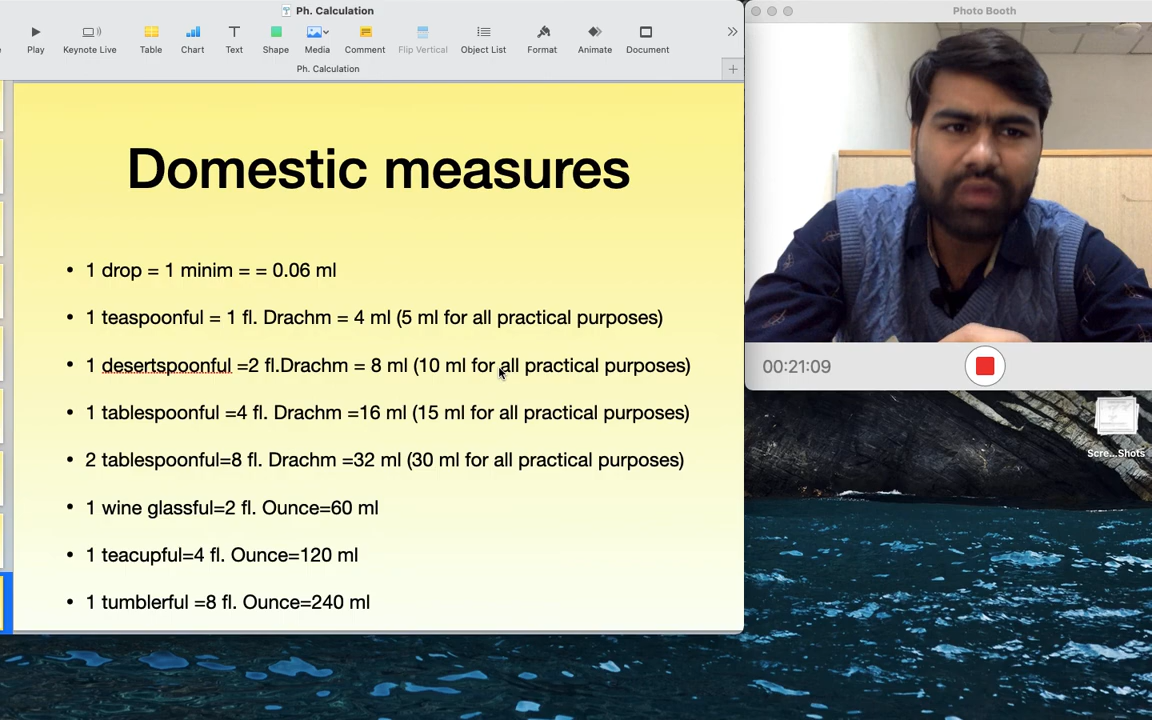 Ph. Calculation
Play
Keynote Live
Table
Chart
Text
Shape
Media
Comment
Flip Vertical
Object List
Format
Animate
Document
Ph. Calculation
Domestic measures
• 1 drop = 1 minim = = 0.06 ml
• 1 teaspoonful = 1 fl. Drachm = 4 ml (5 ml for all practical purposes)
• 1 desertspoonful =2 fl.Drachm = 8 ml (10 ml for all practical purposes)
• 1 tablespoonful =4 fl. Drachm =16 ml (15 ml for all practical purposes)
• 2 tablespoonful=8 fl. Drachm =32 ml (30 ml for all practical purposes)
• 1 wine glassful=2 fl. Ounce=60 ml
• 1 teacupful=4 fl. Ounce=120 ml
• 1 tumblerful =8 fl. Ounce=240 ml
Photo Booth
00:21:09
Scre...Shots